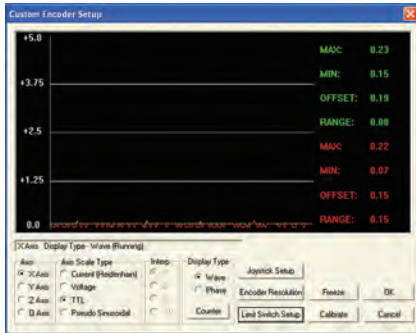 Custom Encoder Setup
+5.0
MAX: 0.23
MIN: 0.15
+3.75
OFFSET: 0.19
RANGE: 0.08
+2.5
MAX: 0.22
MIN: 0.07
+1.25
OFFSET: 0.15
RANGE: 0.15
0.0
X Axis Display Type - Wave (Running)
Axis
Axis Scale Type
Interp
Display Type
X Axis
Current (Heidenhain)
Wave
Joystick Setup
Y Axis
Voltage
Phase
Encoder Resolution
Freeze
OK
Z Axis
TTL
Q Axis
Pseudo Sinusoidal
Counter
Limit Switch Setup
Calibrate
Cancel